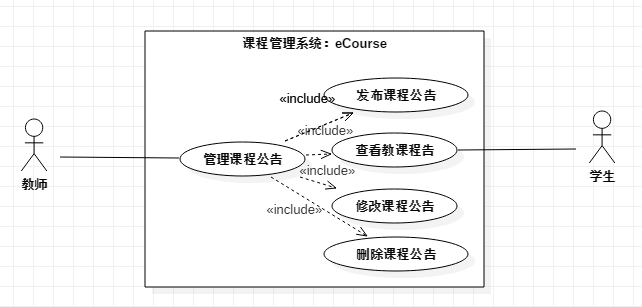 课程管理系统：eCourse
«include»
发布课程公告
«include»
查看教课程告
管理课程公告
«include»
修改课程公告
«include»
删除课程公告
教师
学生